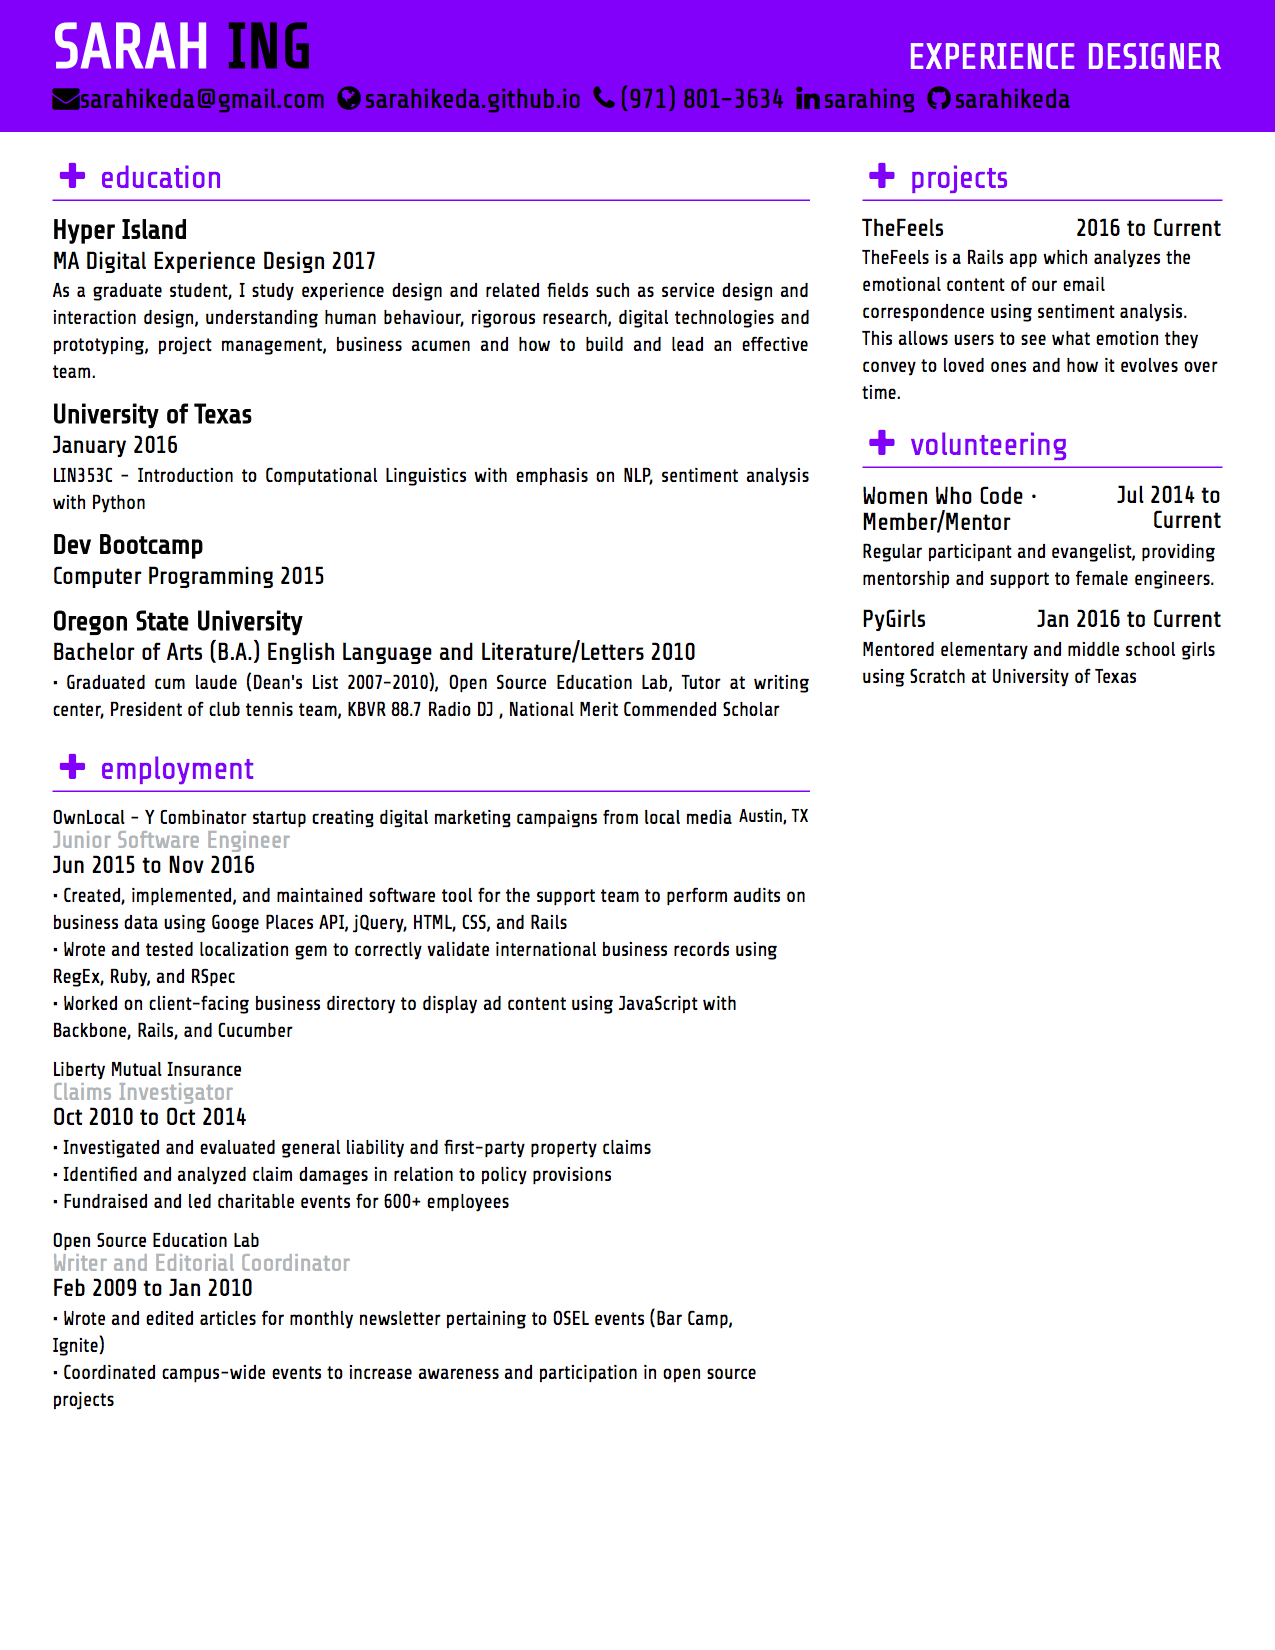 SARAH ING
EXPERIENCE DESIGNER
sarahikeda@gmail.com sarahikeda.github.io (971) 801-3634 sarahing sarahikeda
education
Hyper Island
MA Digital Experience Design 2017
As a graduate student, I study experience design and related fields such as service design and
interaction design, understanding human behaviour, rigorous research, digital technologies and
prototyping, project management, business acumen and how to build and lead an effective
team.
University of Texas
January 2016
LIN353C - Introduction to Computational Linguistics with emphasis on NLP, sentiment analysis
with Python
Dev Bootcamp
Computer Programming 2015
Oregon State University
Bachelor of Arts (B.A.) English Language and Literature/Letters 2010
· Graduated cum laude (Dean's List 2007-2010), Open Source Education Lab, Tutor at writing
center, President of club tennis team, KBVR 88.7 Radio DJ , National Merit Commended Scholar
employment
OwnLocal - Y Combinator startup creating digital marketing campaigns from local media Austin, TX
Junior Software Engineer
Jun 2015 to Nov 2016
· Created, implemented, and maintained software tool for the support team to perform audits on
business data using Googe Places API, jQuery, HTML, CSS, and Rails
· Wrote and tested localization gem to correctly validate international business records using
RegEx, Ruby, and RSpec
· Worked on client-facing business directory to display ad content using JavaScript with
Backbone, Rails, and Cucumber
Liberty Mutual Insurance
Claims Investigator
Oct 2010 to Oct 2014
· Investigated and evaluated general liability and first-party property claims
· Identified and analyzed claim damages in relation to policy provisions
· Fundraised and led charitable events for 600+ employees
Open Source Education Lab
Writer and Editorial Coordinator
Feb 2009 to Jan 2010
· Wrote and edited articles for monthly newsletter pertaining to OSEL events (Bar Camp,
Ignite)
· Coordinated campus-wide events to increase awareness and participation in open source
projects
projects
TheFeels 2016 to Current
TheFeels is a Rails app which analyzes the
emotional content of our email
correspondence using sentiment analysis.
This allows users to see what emotion they
convey to loved ones and how it evolves over
time.
volunteering
Women Who Code · Jul 2014 to
Member/Mentor Current
Regular participant and evangelist, providing
mentorship and support to female engineers.
PyGirls Jan 2016 to Current
Mentored elementary and middle school girls
using Scratch at University of Texas